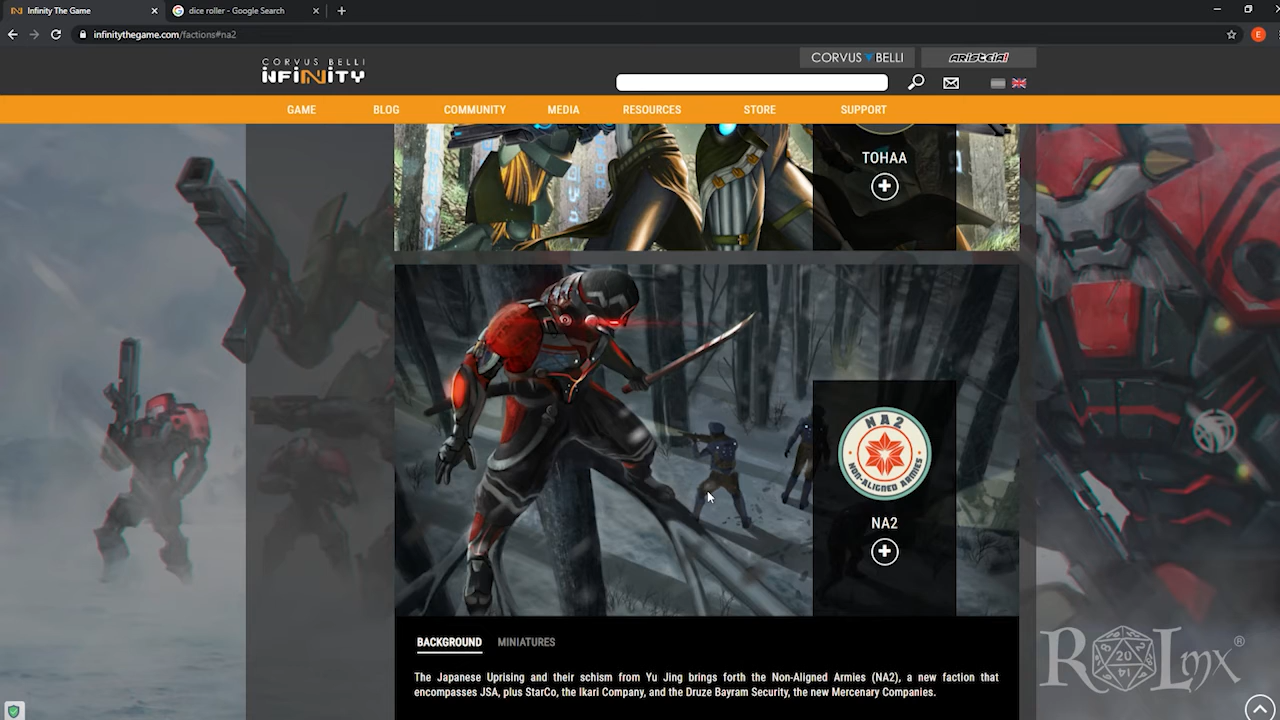 Infinity The Game
dice roller - Google Search
infinitythegame.com/factions#na2
E
CORVUS BELLI
INFINITY
CORVUS BELLI
ARISTEIA!
GAME
BLOG
COMMUNITY
MEDIA
RESOURCES
STORE
SUPPORT
TOHAA
NA2
NON-ALIGNED ARMIES
NA2
BACKGROUND
MINIATURES
The Japanese Uprising and their schism from Yu Jing brings forth the Non-Aligned Armies (NA2), a new faction that
encompasses JSA, plus StarCo, the Ikari Company, and the Druze Bayram Security, the new Mercenary Companies.
ROLmx®
20
14